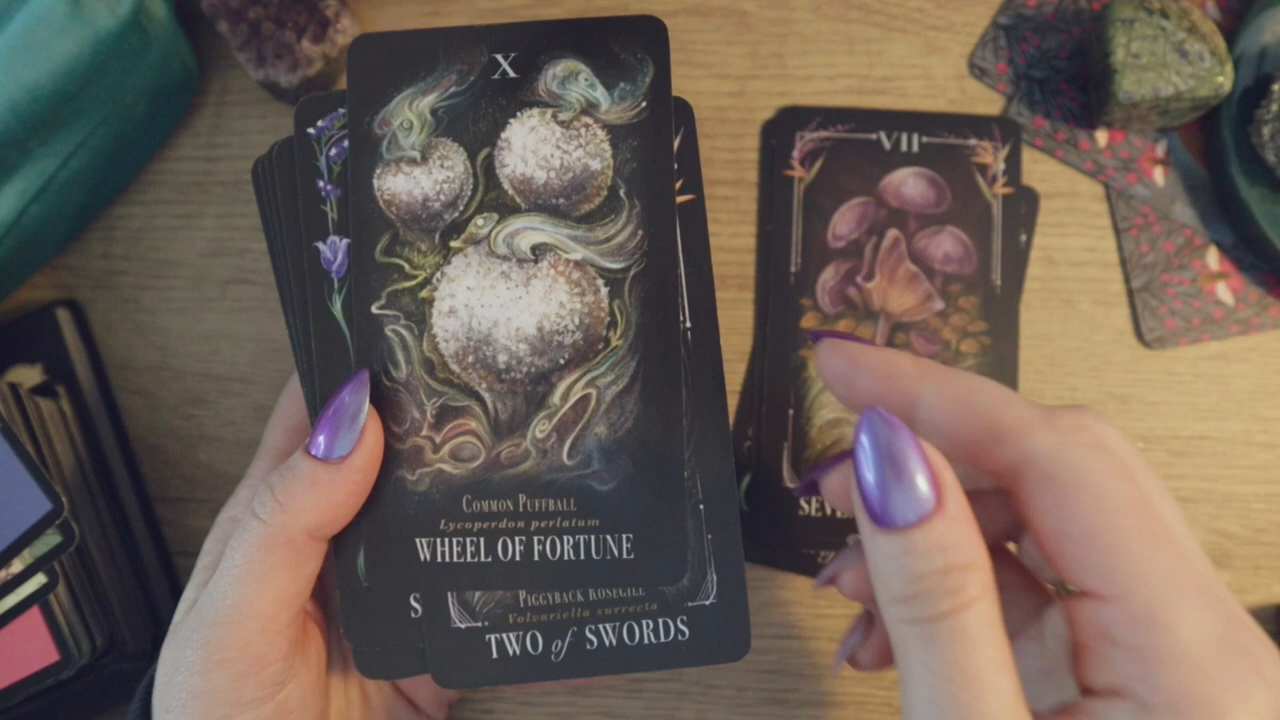 X
COMMON PUFFBALL
Lycoperdon perlatum
WHEEL OF FORTUNE
S
PIGGYBACK ROSEGILL
Volvariella surrecta
TWO of SWORDS
VII